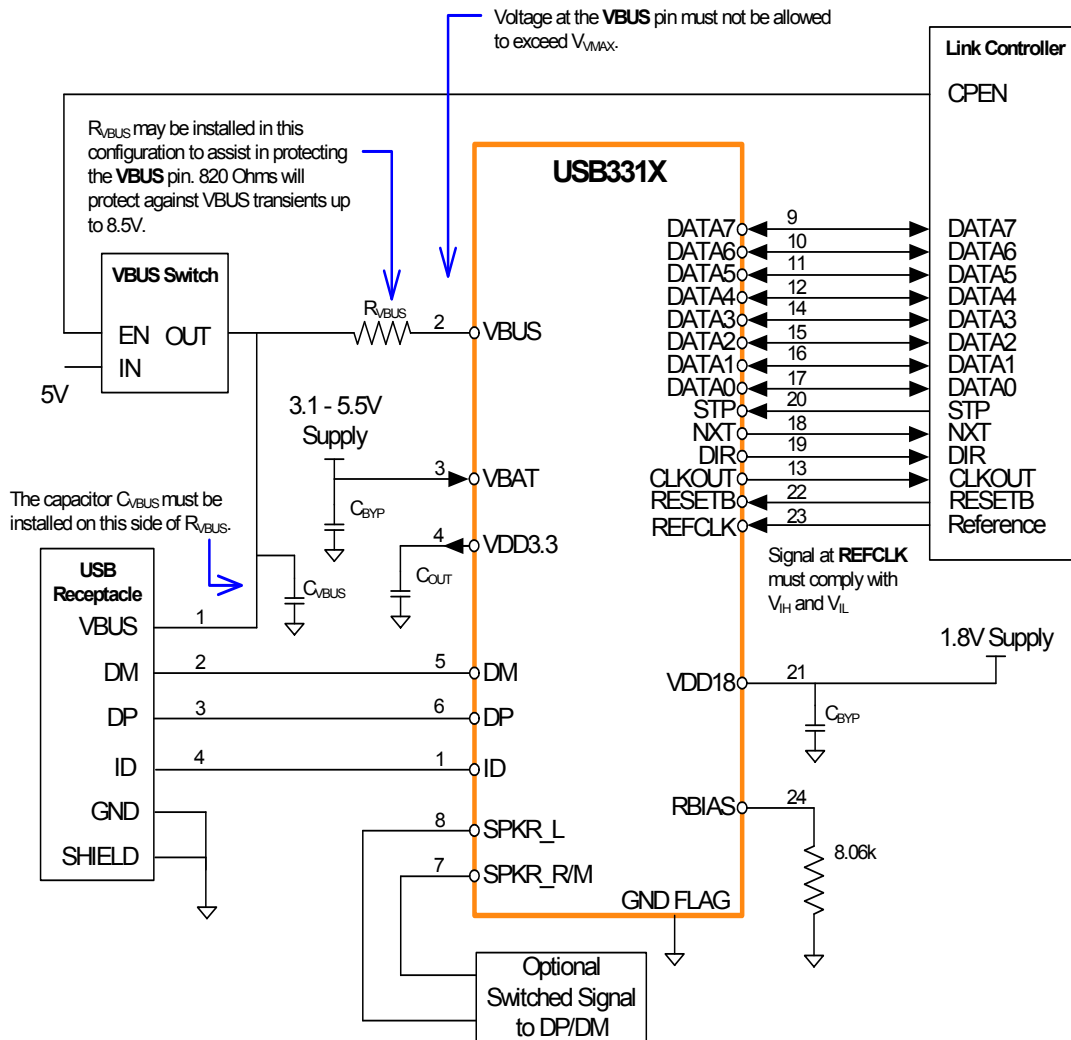 Voltage at the VBUS pin must not be allowed
to exceed VVMAX.
Link Controller
CPEN
RVBUS may be installed in this
configuration to assist in protecting
the VBUS pin. 820 Ohms will
protect against VBUS transients up
to 8.5V.
USB331X
VBUS Switch
EN OUT
IN
5V
RVBUS
2
VBUS
DATA7 9 DATA7
DATA6 10 DATA6
DATA5 11 DATA5
DATA4 12 DATA4
DATA3 14 DATA3
DATA2 15 DATA2
DATA1 16 DATA1
DATA0 17 DATA0
STP 20 STP
NXT 18 NXT
DIR 19 DIR
CLKOUT 13 CLKOUT
RESETB 22 RESETB
REFCLK 23 Reference
3.1 - 5.5V
Supply
3
VBAT
CBYP
4
VDD3.3
COUT
The capacitor CVBUS must be
installed on this side of RVBUS.
CVBUS
Signal at REFCLK
must comply with
VIH and VIL
USB
Receptacle
VBUS 1
DM 2 5 DM
DP 3 6 DP
ID 4 1 ID
GND
SHIELD
1.8V Supply
VDD18 21
CBYP
RBIAS 24
8.06k
8 SPKR_L
7 SPKR_R/M
GND FLAG
Optional
Switched Signal
to DP/DM